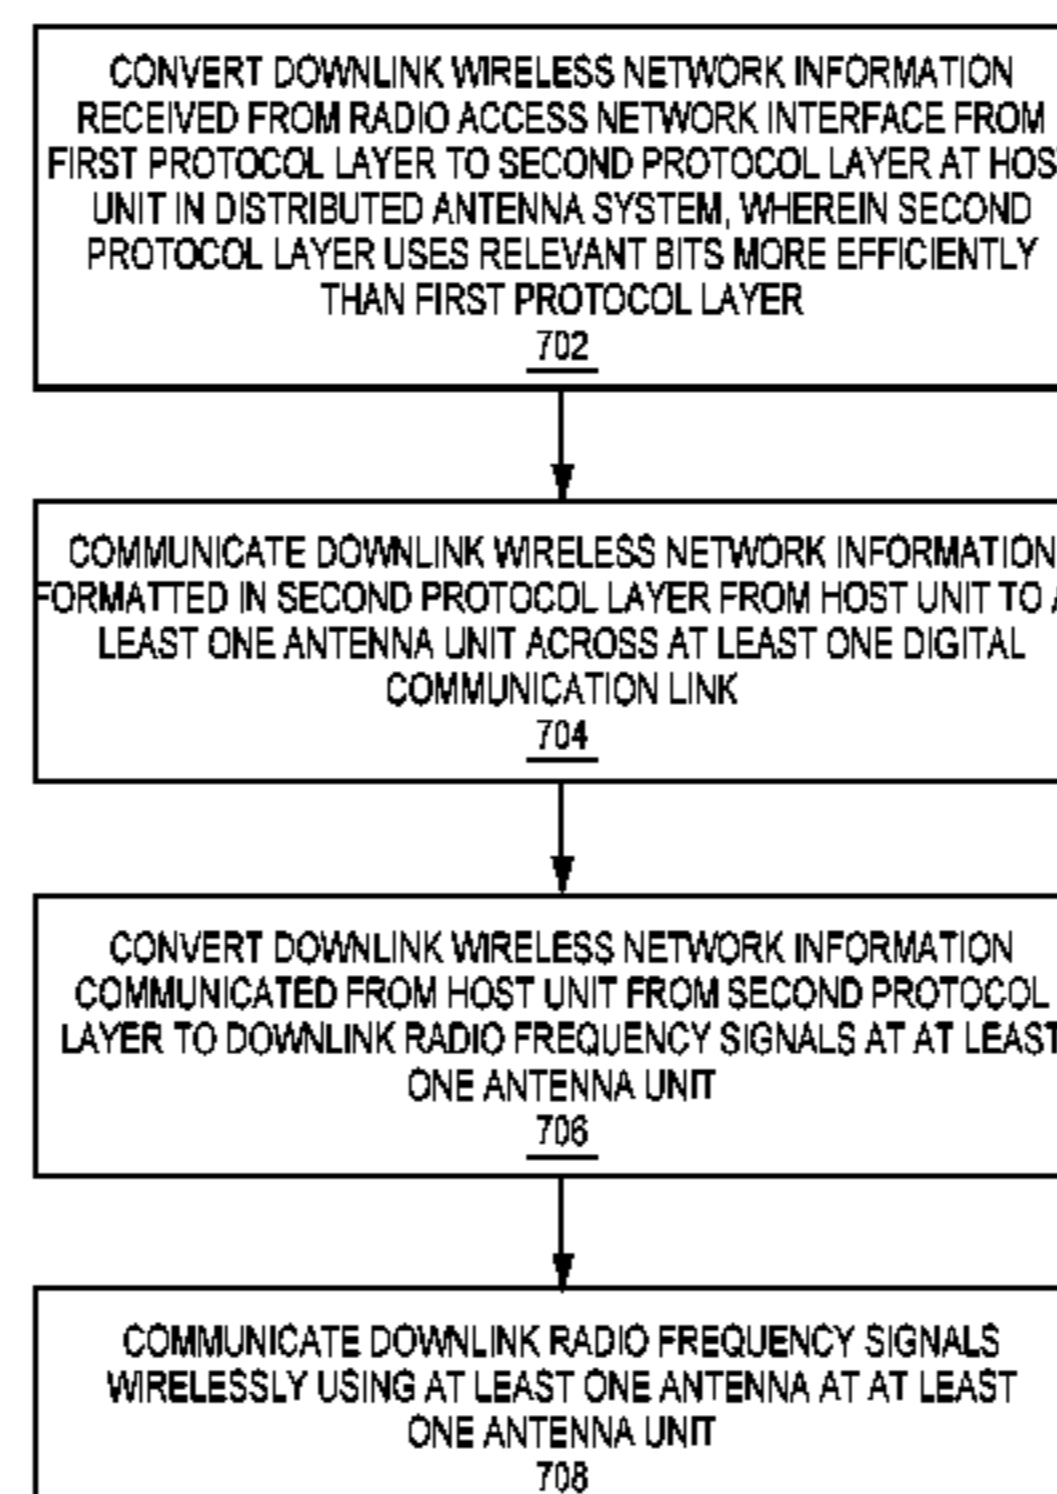 CONVERT DOWNLINK WIRELESS NETWORK INFORMATION
RECEIVED FROM RADIO ACCESS NETWORK INTERFACE FROM
FIRST PROTOCOL LAYER TO SECOND PROTOCOL LAYER AT HOST
UNIT IN DISTRIBUTED ANTENNA SYSTEM, WHEREIN SECOND
PROTOCOL LAYER USES RELEVANT BITS MORE EFFICIENTLY
THAN FIRST PROTOCOL LAYER
702
COMMUNICATE DOWNLINK WIRELESS NETWORK INFORMATION
FORMATTED IN SECOND PROTOCOL LAYER FROM HOST UNIT TO
LEAST ONE ANTENNA UNIT ACROSS AT LEAST ONE DIGITAL
COMMUNICATION LINK
704
CONVERT DOWNLINK WIRELESS NETWORK INFORMATION
COMMUNICATED FROM HOST UNIT FROM SECOND PROTOCOL
LAYER TO DOWNLINK RADIO FREQUENCY SIGNALS AT AT LEAST
ONE ANTENNA UNIT
706
COMMUNICATE DOWNLINK RADIO FREQUENCY SIGNALS
WIRELESSLY USING AT LEAST ONE ANTENNA AT AT LEAST
ONE ANTENNA UNIT
708